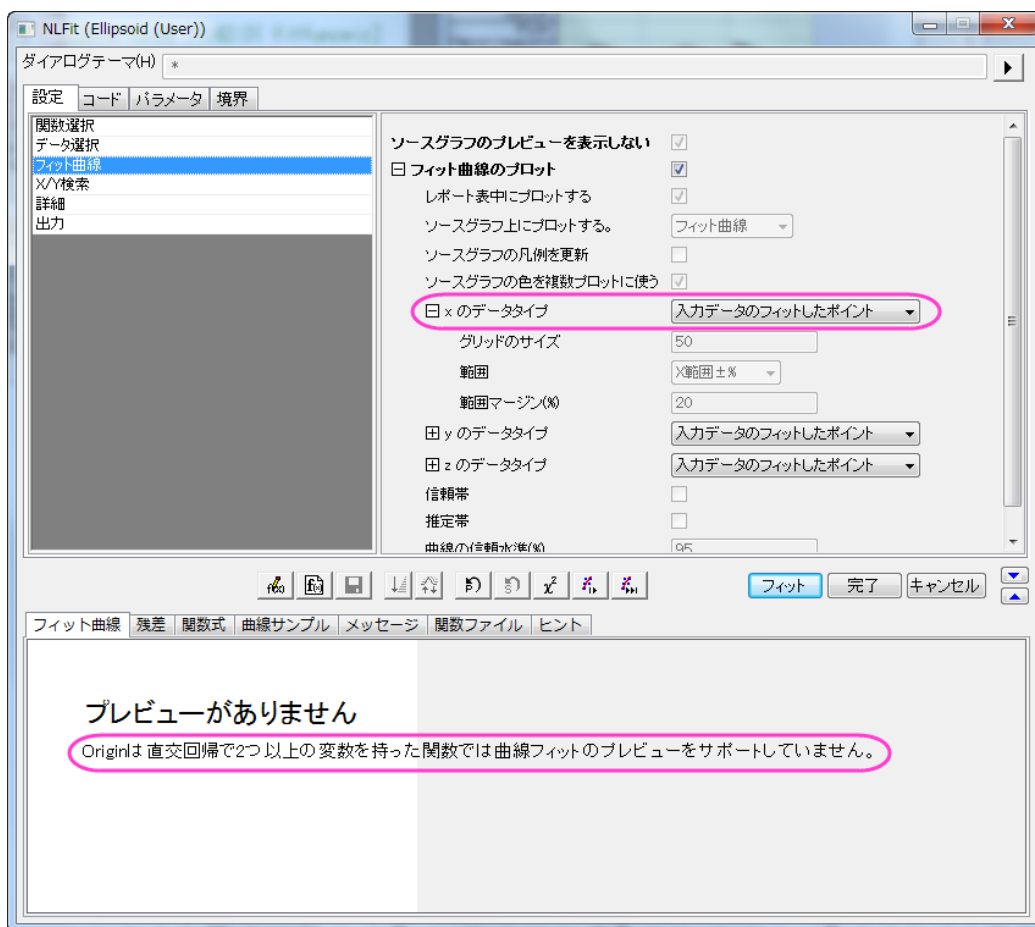 NLFit (Ellipsoid (User))
ダイアログテーマ(H) *
設定 コード パラメータ 境界
関数選択
データ選択
フィット曲線
X/Y検索
詳細
出力
ソースグラフのプレビューを表示しない
フィット曲線のプロット
レポート表中にプロットする
ソースグラフ上にプロットする。 フィット曲線
ソースグラフの凡例を更新
ソースグラフの色を複数プロットに使う
x のデータタイプ 入力データのフィットしたポイント
グリッドのサイズ 50
範囲 X範囲±%
範囲マージン(%) 20
y のデータタイプ 入力データのフィットしたポイント
z のデータタイプ 入力データのフィットしたポイント
信頼帯
推定帯
曲線の信頼水準(%) 95
フィット 完了 キャンセル
フィット曲線 残差 関数式 曲線サンプル メッセージ 関数ファイル ヒント
プレビューがありません
Originは直交回帰で2つ以上の変数を持った関数では曲線フィットのプレビューをサポートしていません。